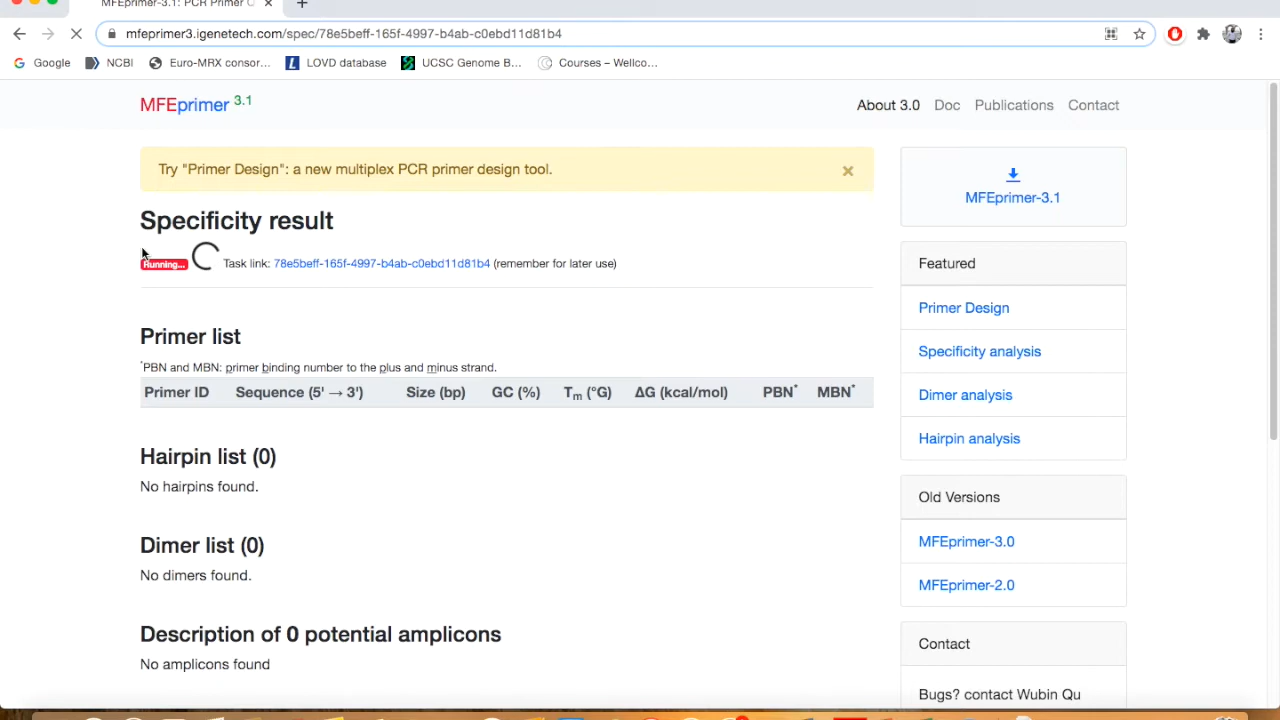 MFEprimer-3.1: PCR Primer
mfeprimer3.igenetech.com/spec/78e5beff-165f-4997-b4ab-c0ebd11d81b4
Google NCBI Euro-MRX consor... LOVD database UCSC Genome B... Courses – Wellco...
MFEprimer 3.1
About 3.0 Doc Publications Contact
Try "Primer Design": a new multiplex PCR primer design tool. ×
MFEprimer-3.1
Specificity result
Running... Task link: 78e5beff-165f-4997-b4ab-c0ebd11d81b4 (remember for later use)
Primer list
*PBN and MBN: primer binding number to the plus and minus strand.
Primer ID Sequence (5' → 3') Size (bp) GC (%) Tm (°G) ΔG (kcal/mol) PBN* MBN*
Hairpin list (0)
No hairpins found.
Dimer list (0)
No dimers found.
Description of 0 potential amplicons
No amplicons found
Featured
Primer Design
Specificity analysis
Dimer analysis
Hairpin analysis
Old Versions
MFEprimer-3.0
MFEprimer-2.0
Contact
Bugs? contact Wubin Qu